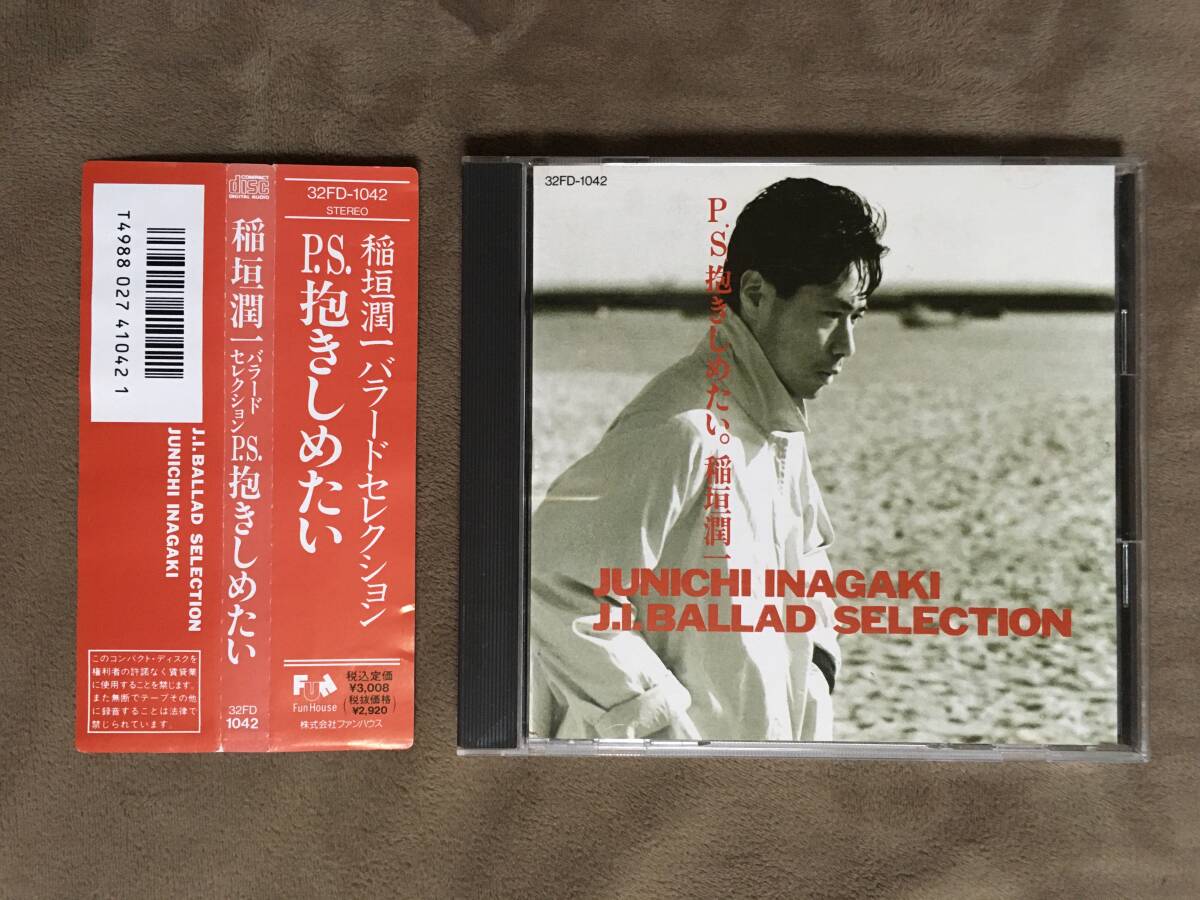 T4988 027 41042 1
J.I.BALLAD SELECTION
JUNICHI INAGAKI
このコンパクト・ディスクを
権利者の許諾なく賃貸業
に使用することを禁じます。
また無断でテープその他
に録音することは法律で
禁じられています。
COMPACT
disc
DIGITAL AUDIO
稲垣潤一
バラード
セレクション
P.S.抱きしめたい
32FD
1042
32FD-1042
STEREO
稲垣潤一バラードセレクション
P.S.抱きしめたい
Fun
Fun House
税込定価
¥3,008
(税抜価格)
¥2,920
株式会社ファンハウス
32FD-1042
P.S.抱きしめたい。稲垣潤一
JUNICHI INAGAKI
J.I.BALLAD SELECTION